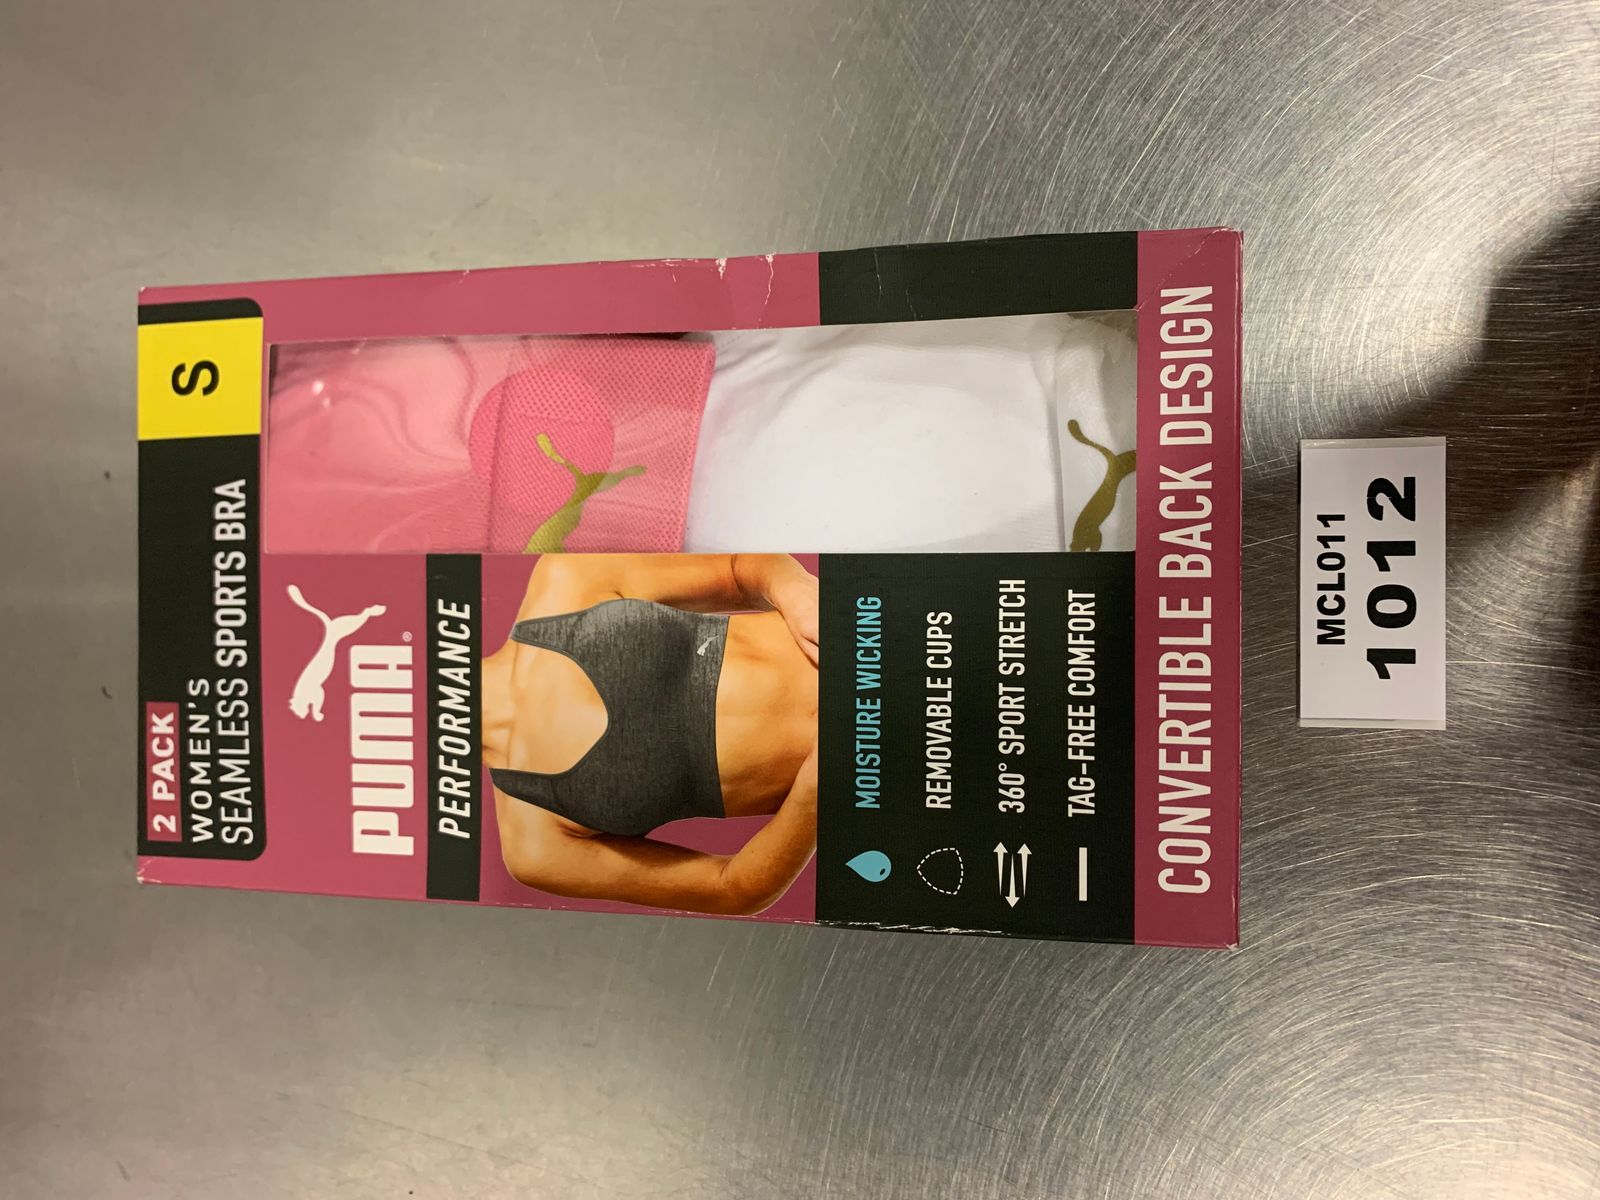 2 PACK
WOMEN'S
SEAMLESS SPORTS BRA
S
PUMA®
PERFORMANCE
MOISTURE WICKING
REMOVABLE CUPS
360° SPORT STRETCH
TAG-FREE COMFORT
CONVERTIBLE BACK DESIGN
MCL011
1012